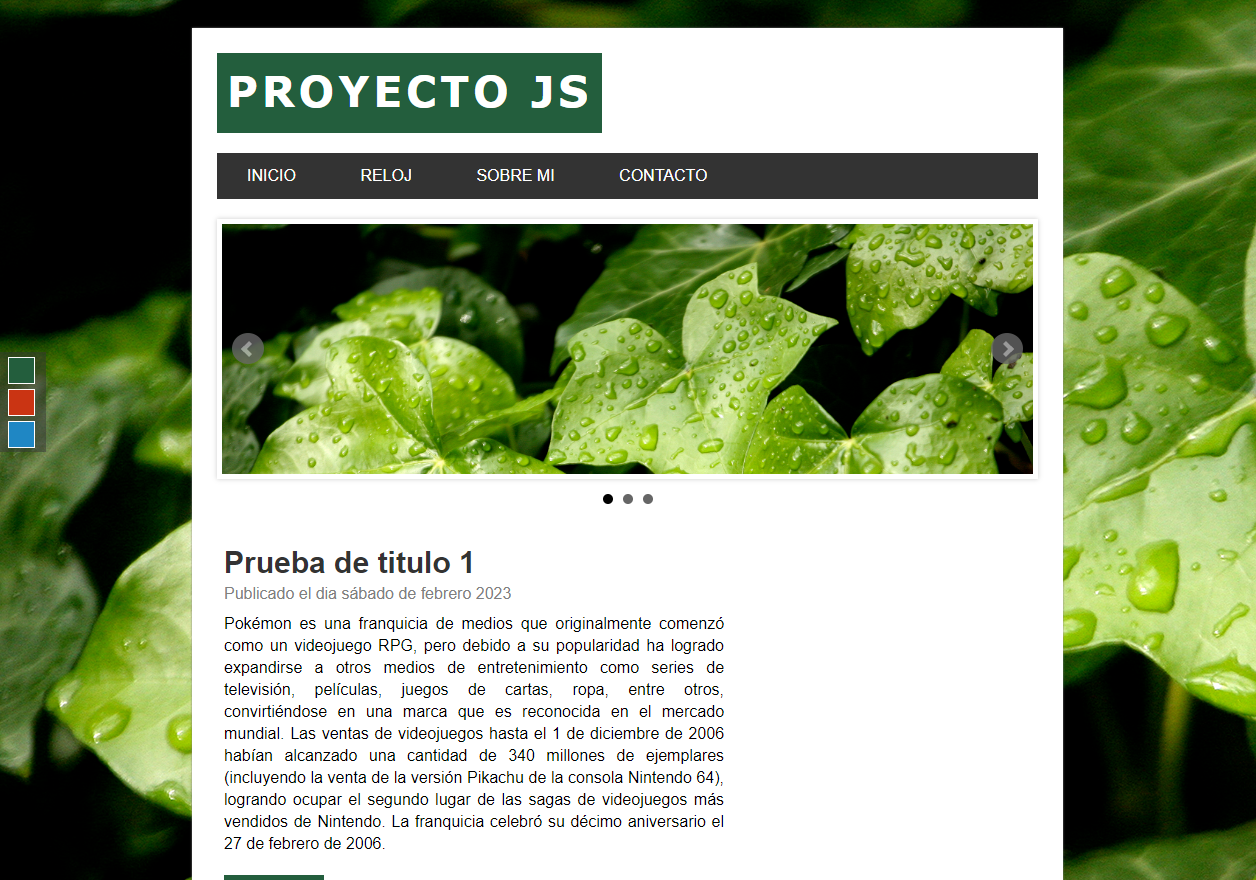 PROYECTO JS
INICIO RELOJ SOBRE MI CONTACTO
Prueba de titulo 1
Publicado el dia sábado de febrero 2023
Pokémon es una franquicia de medios que originalmente comenzó
como un videojuego RPG, pero debido a su popularidad ha logrado
expandirse a otros medios de entretenimiento como series de
televisión, películas, juegos de cartas, ropa, entre otros,
convirtiéndose en una marca que es reconocida en el mercado
mundial. Las ventas de videojuegos hasta el 1 de diciembre de 2006
habían alcanzado una cantidad de 340 millones de ejemplares
(incluyendo la venta de la versión Pikachu de la consola Nintendo 64),
logrando ocupar el segundo lugar de las sagas de videojuegos más
vendidos de Nintendo. La franquicia celebró su décimo aniversario el
27 de febrero de 2006.